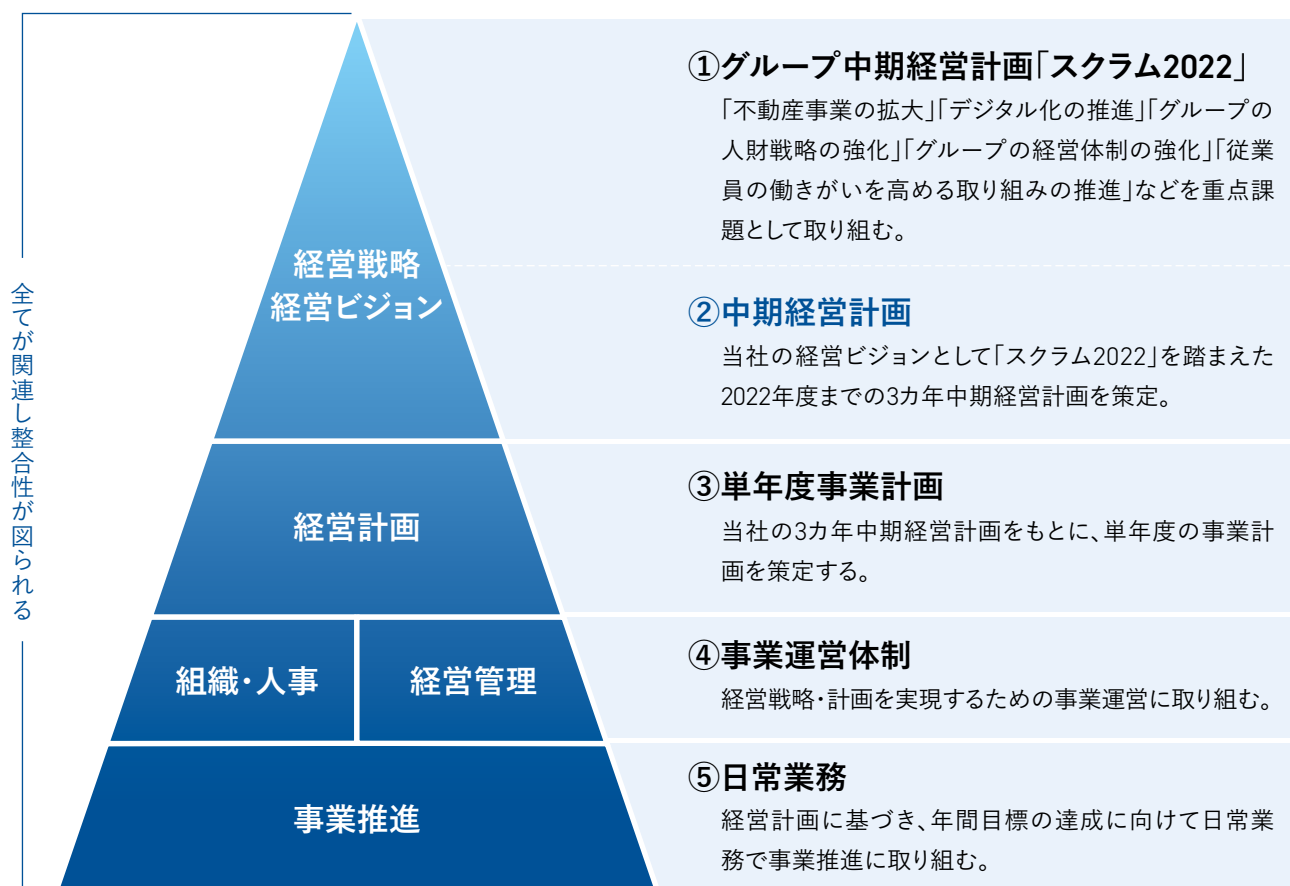 全てが関連し整合性が図られる
経営戦略
経営ビジョン
経営計画
組織・人事
経営管理
事業推進
①グループ中期経営計画「スクラム2022」
「不動産事業の拡大」「デジタル化の推進」「グループの
人財戦略の強化」「グループの経営体制の強化」「従業
員の働きがいを高める取り組みの推進」などを重点課
題として取り組む。
②中期経営計画
当社の経営ビジョンとして「スクラム2022」を踏まえた
2022年度までの3カ年中期経営計画を策定。
③単年度事業計画
当社の3カ年中期経営計画をもとに、単年度の事業計
画を策定する。
④事業運営体制
経営戦略・計画を実現するための事業運営に取り組む。
⑤日常業務
経営計画に基づき、年間目標の達成に向けて日常業
務で事業推進に取り組む。